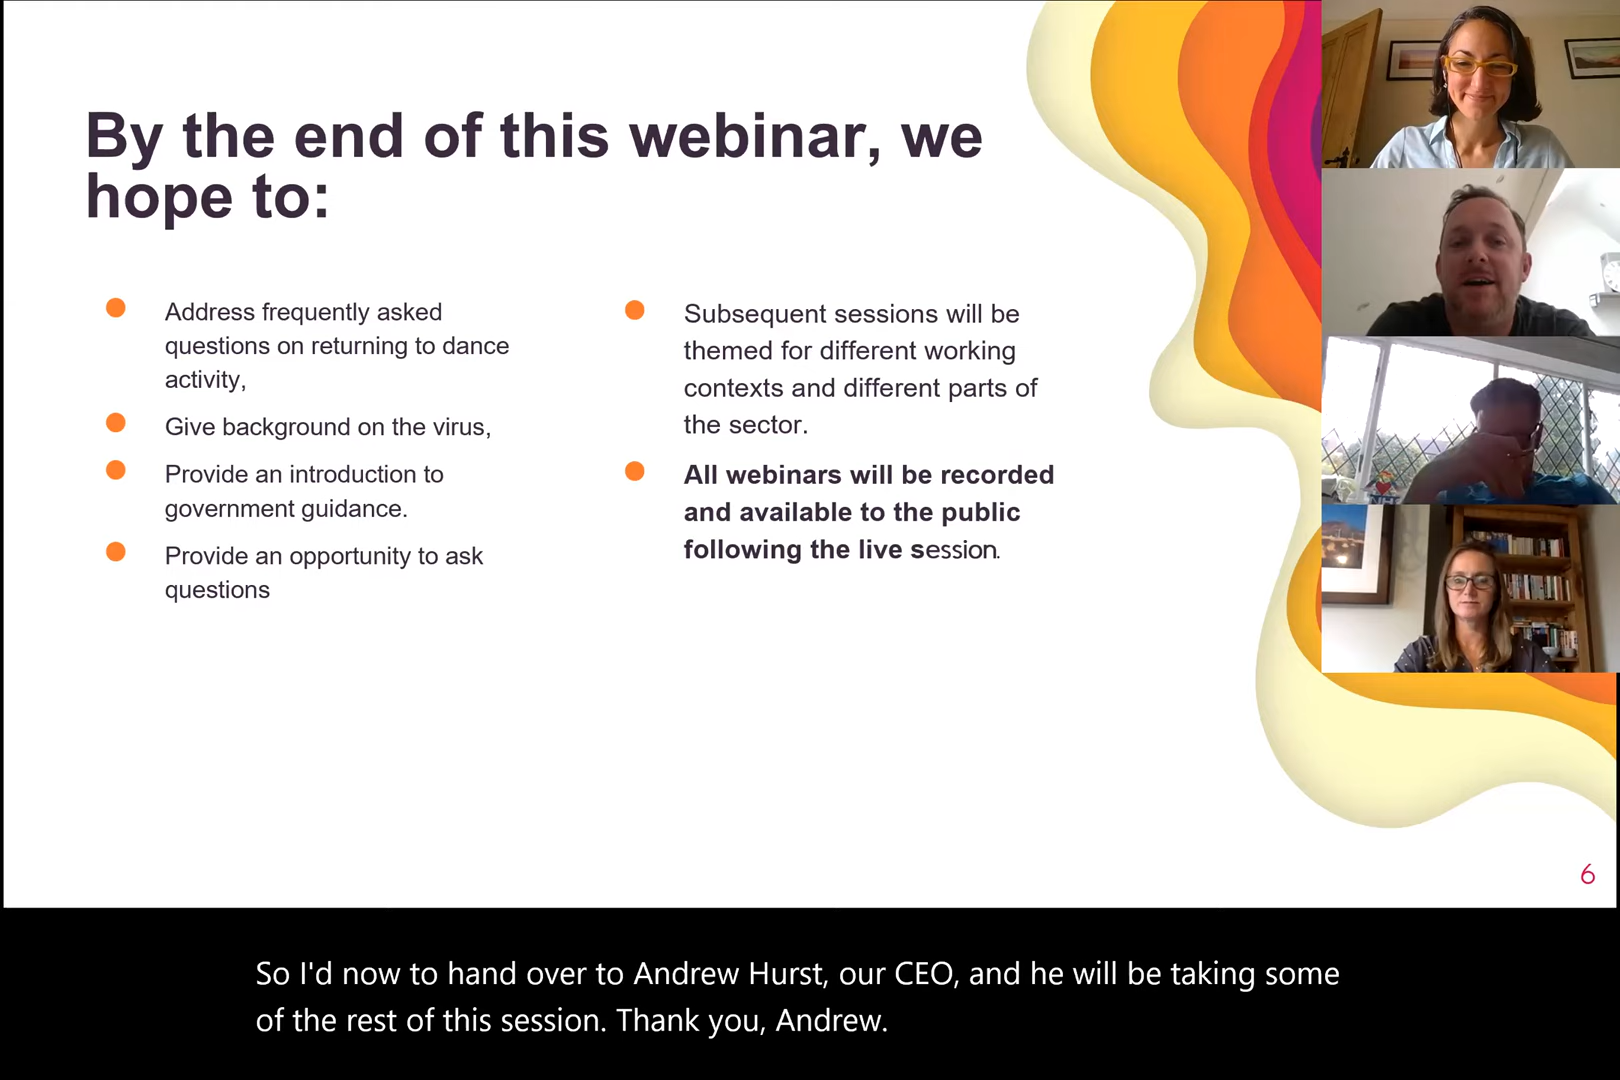 By the end of this webinar, we
hope to:
Address frequently asked
questions on returning to dance
activity,
Give background on the virus,
Provide an introduction to
government guidance.
Provide an opportunity to ask
questions
Subsequent sessions will be
themed for different working
contexts and different parts of
the sector.
All webinars will be recorded
and available to the public
following the live session.
NHS
6
So I'd now to hand over to Andrew Hurst, our CEO, and he will be taking some
of the rest of this session. Thank you, Andrew.